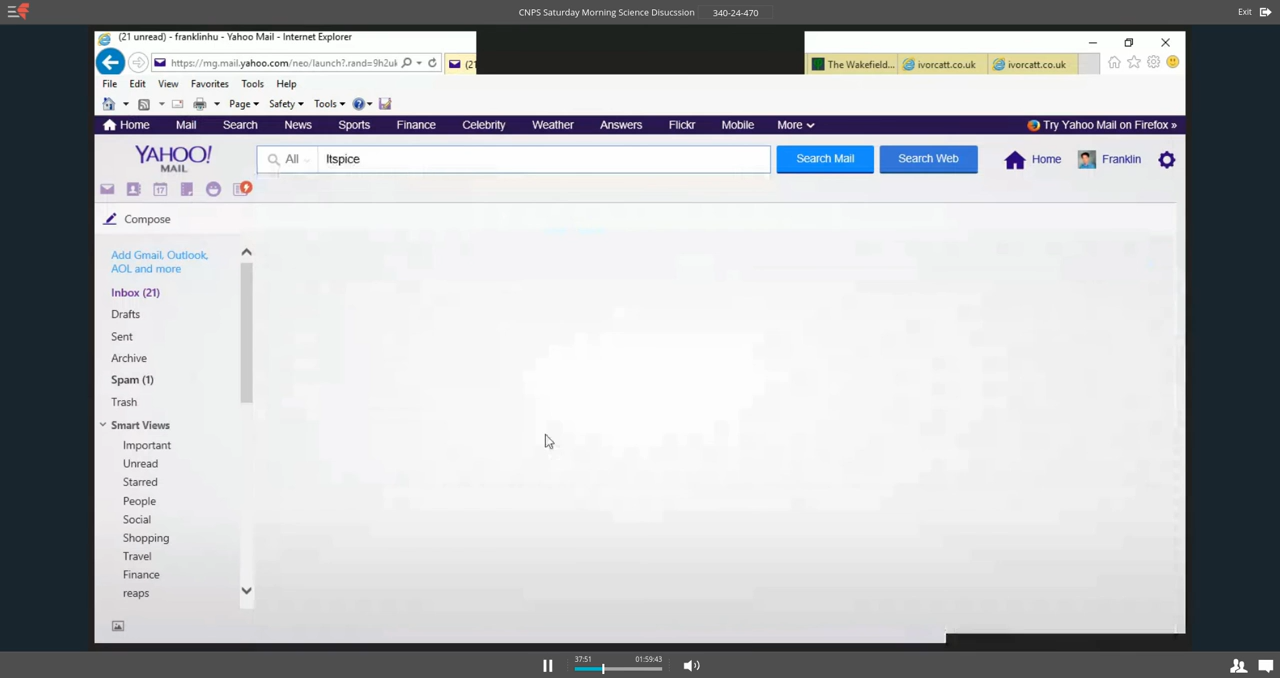 CNPS Saturday Morning Science Disucssion 340-24-470 Exit
(21 unread) - franklinhu - Yahoo Mail - Internet Explorer
https://mg.mail.yahoo.com/neo/launch?.rand=9h2uk (21 The Wakefield... ivorcatt.co.uk ivorcatt.co.uk
File Edit View Favorites Tools Help
Page Safety Tools
Home Mail Search News Sports Finance Celebrity Weather Answers Flickr Mobile More Try Yahoo Mail on Firefox »
YAHOO!
MAIL
All ltspice Search Mail Search Web Home Franklin
17
Compose
Add Gmail, Outlook,
AOL and more
Inbox (21)
Drafts
Sent
Archive
Spam (1)
Trash
Smart Views
Important
Unread
Starred
People
Social
Shopping
Travel
Finance
reaps
37:51 01:59:43